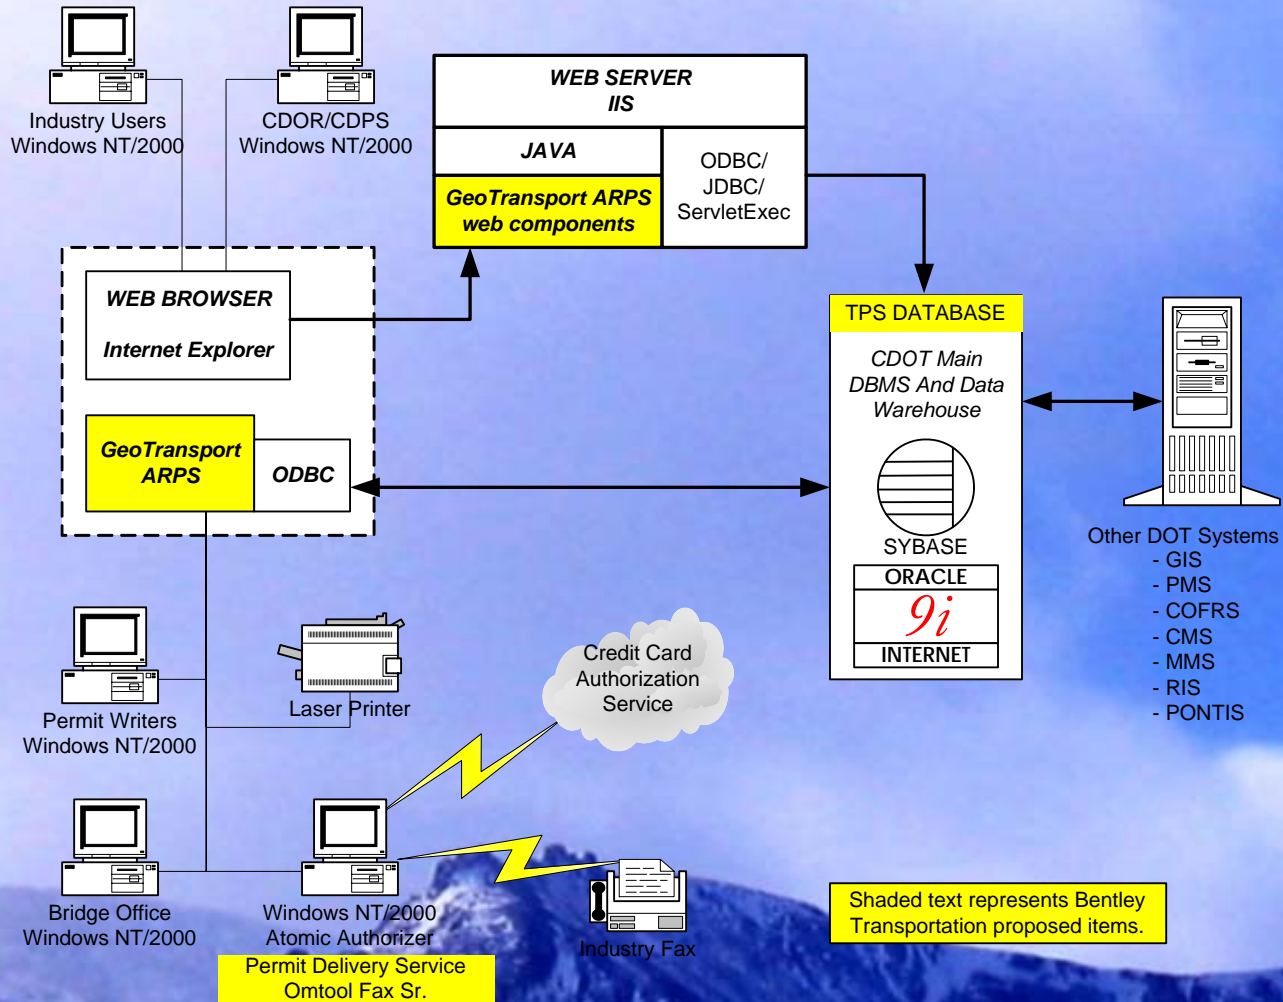 Industry Users
Windows NT/2000
CDOR/CDPS
Windows NT/2000
WEB SERVER
IIS
JAVA
GeoTransport ARPS
web components
ODBC/
JDBC/
ServletExec
WEB BROWSER
Internet Explorer
GeoTransport
ARPS
ODBC
TPS DATABASE
CDOT Main
DBMS And Data
Warehouse
SYBASE
ORACLE
9i
INTERNET
Other DOT Systems
- GIS
- PMS
- COFRS
- CMS
- MMS
- RIS
- PONTIS
Permit Writers
Windows NT/2000
Laser Printer
Credit Card
Authorization
Service
Bridge Office
Windows NT/2000
Windows NT/2000
Atomic Authorizer
Permit Delivery Service
Omtool Fax Sr.
Industry Fax
Shaded text represents Bentley
Transportation proposed items.